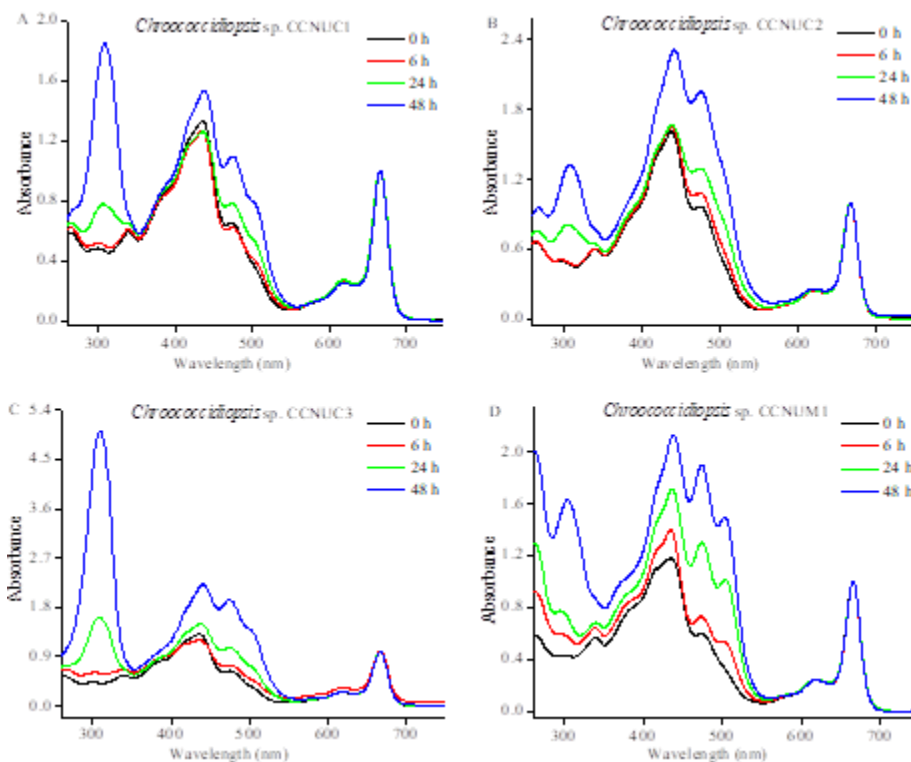 A
Chroococcidiopsis sp. CCNUC1
2.0
1.6
1.2
0.8
0.4
0.0
Absorbance
0 h
6 h
24 h
48 h
300 400 500 600 700
Wavelength (nm)
B
Chroococcidiopsis sp. CCNUC2
2.4
1.8
1.2
0.6
0.0
Absorbance
0 h
6 h
24 h
48 h
300 400 500 600 700
Wavelength (nm)
C
Chroococcidiopsis sp. CCNUC3
5.4
4.5
3.6
2.7
1.8
0.9
0.0
Absorbance
0 h
6 h
24 h
48 h
300 400 500 600 700
Wavelength (nm)
D
Chroococcidiopsis sp. CCNUM1
2.0
1.6
1.2
0.8
0.4
0.0
Absorbance
0 h
6 h
24 h
48 h
300 400 500 600 700
Wavelength (nm)